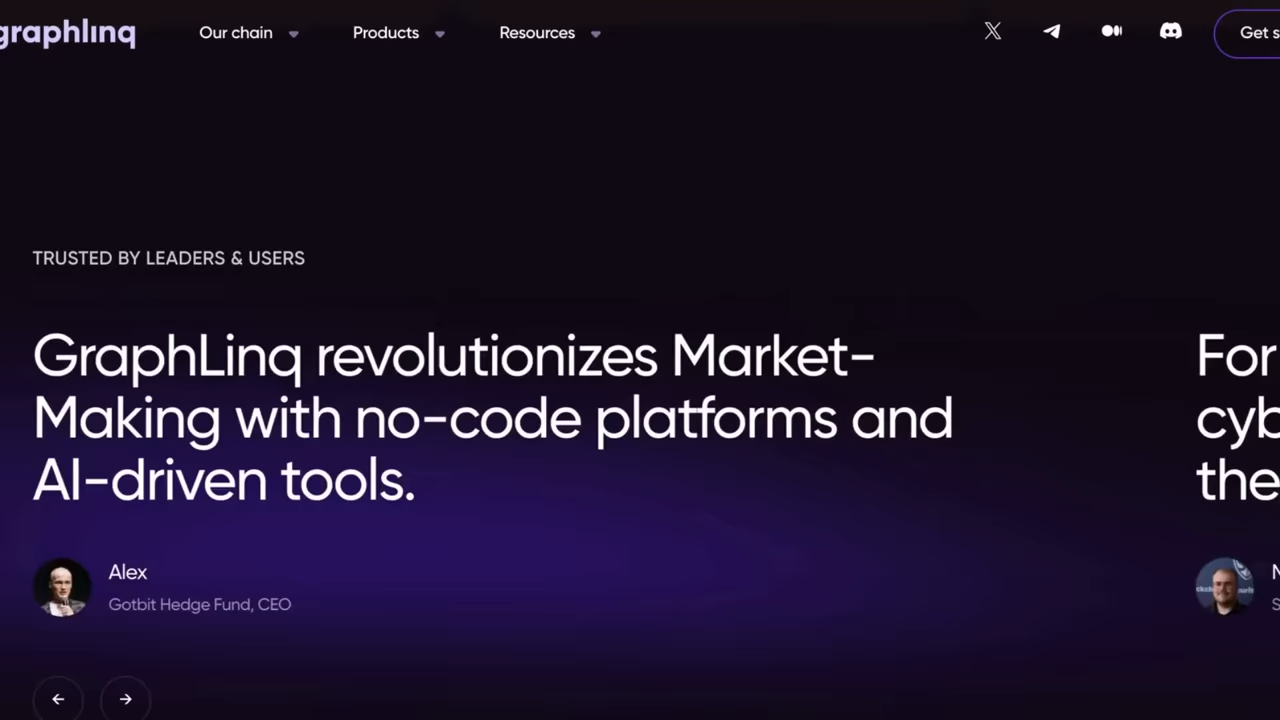 graphlinq
Our chain
Products
Resources
Get s
TRUSTED BY LEADERS & USERS
GraphLinq revolutionizes Market-
Making with no-code platforms and
AI-driven tools.
Alex
Gotbit Hedge Fund, CEO
For
cyb
the